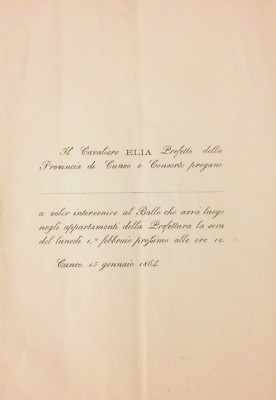 Il Cavaliere ELIA Prefetto della
Provincia di Cuneo e Consorte pregano
a voler intervenire al Ballo che avrà luogo
negli appartamenti della Prefettura la sera
del lunedì 1.º febbraio prossimo alle ore 10.
Cuneo, 15 gennaio 1864.